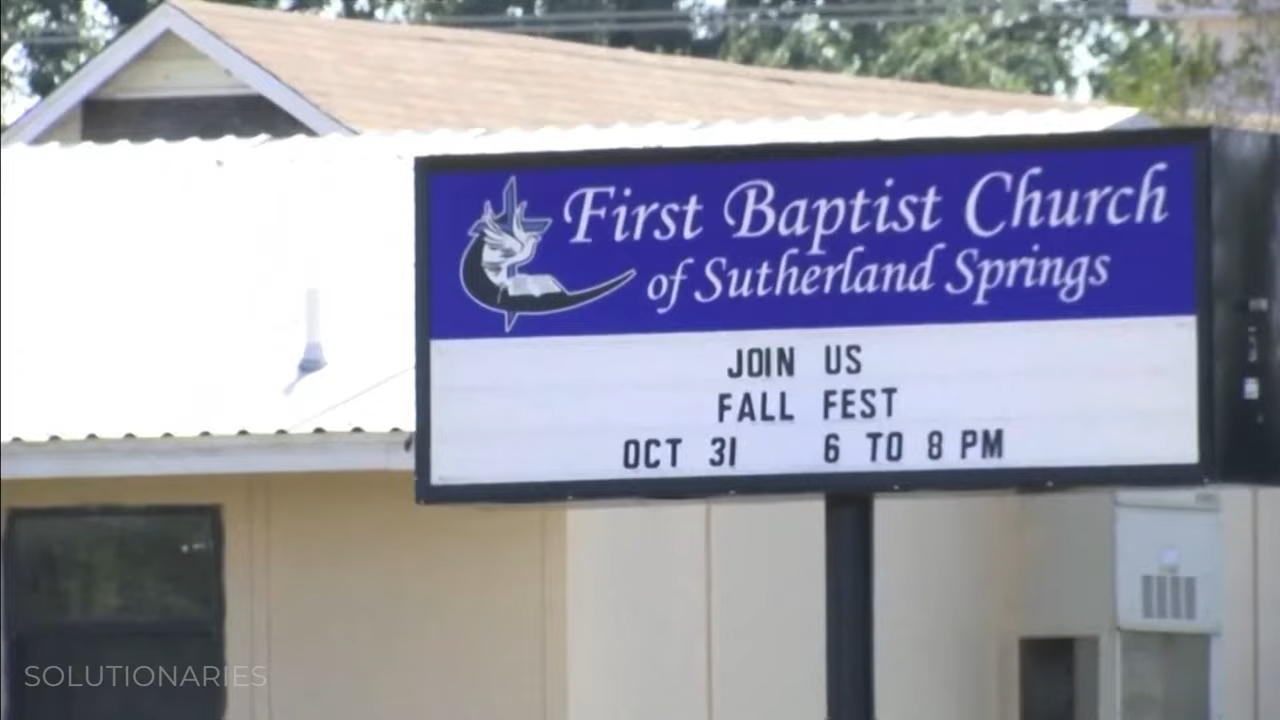 First Baptist Church
of Sutherland Springs
JOIN US
FALL FEST
OCT 31 6 TO 8 PM
SOLUTIONARIES